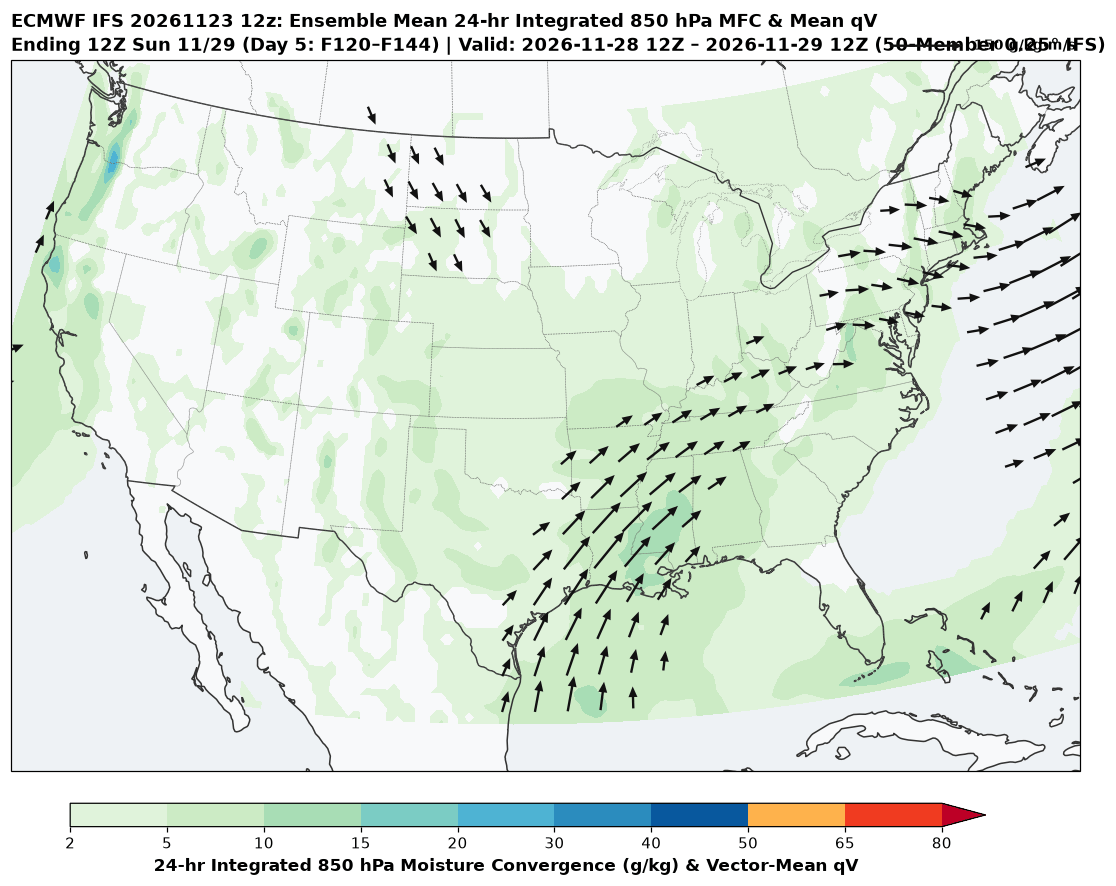 ECMWF IFS 20261123 12z: Ensemble Mean 24-hr Integrated 850 hPa MFC & Mean qV
Ending 12Z Sun 11/29 (Day 5: F120–F144) | Valid: 2026-11-28 12Z – 2026-11-29 12Z (50-Member 0.25° IFS)
150 g/kg·m/s
2 5 10 15 20 30 40 50 65 80
24-hr Integrated 850 hPa Moisture Convergence (g/kg) & Vector-Mean qV